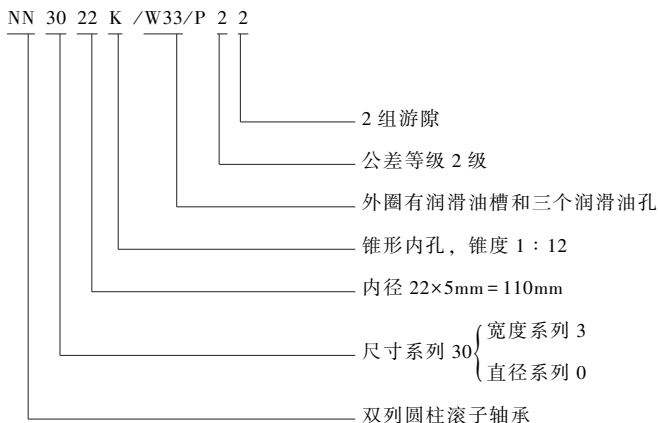 NN 30 22 K /W33/P 2 2
2 组游隙
公差等级 2 级
外圈有润滑油槽和三个润滑油孔
锥形内孔，锥度 1∶12
内径 22×5mm=110mm
宽度系列 3
尺寸系列 30
直径系列 0
双列圆柱滚子轴承